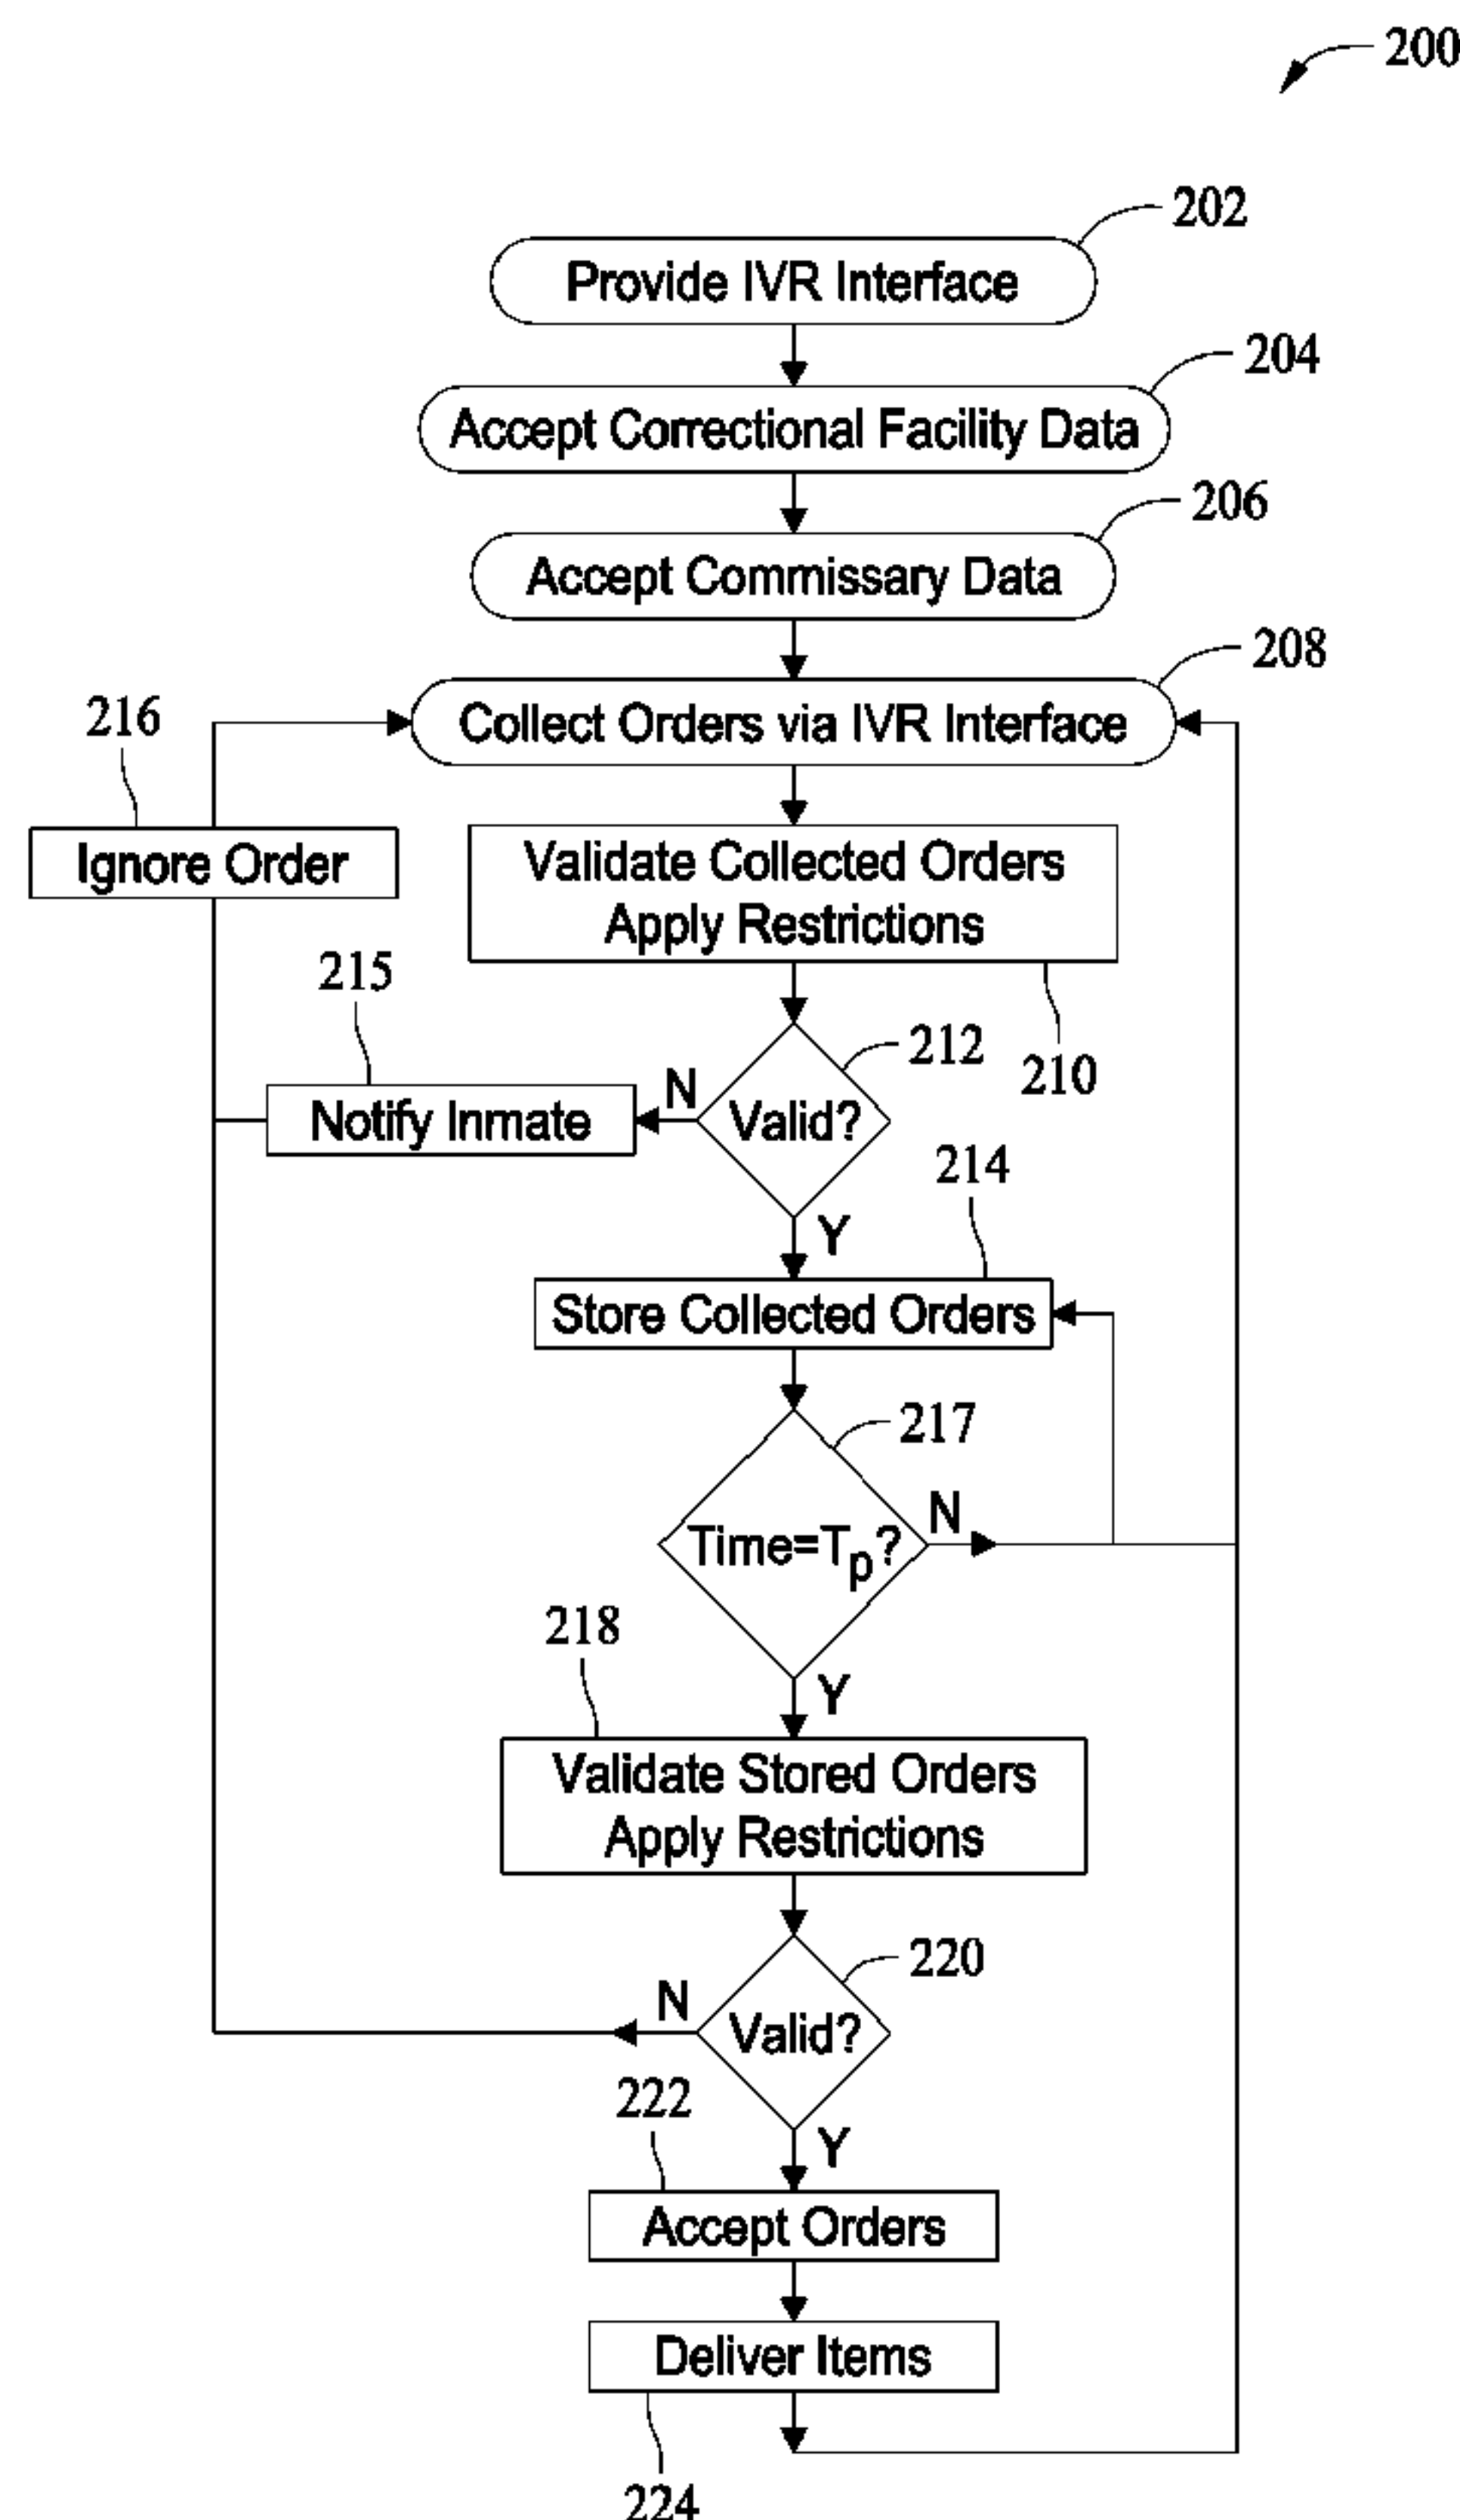 200
202
Provide IVR Interface
204
Accept Correctional Facility Data
206
Accept Commissary Data
208
Collect Orders via IVR Interface
216
Ignore Order
Validate Collected Orders
Apply Restrictions
210
215
212
Notify Inmate
N
Valid?
214
Y
Store Collected Orders
217
Time=Tp?
N
218
Y
Validate Stored Orders
Apply Restrictions
220
N
Valid?
222
Y
Accept Orders
Deliver Items
224